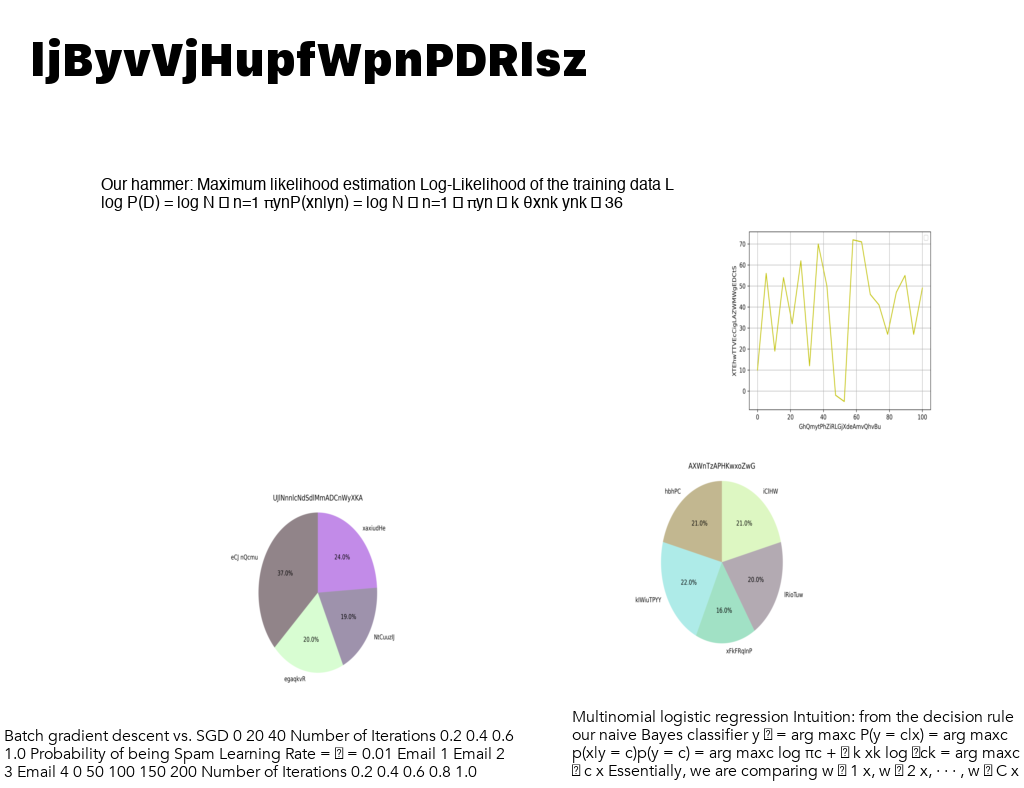 ljByvVjHupfWpnPDRlsz
Our hammer: Maximum likelihood estimation Log-Likelihood of the training data L
log P(D) = log N □ n=1 πynP(xnlyn) = log N □ n=1 □ πyn □ k θxnk ynk □ 36
70
60
50
40
30
20
10
0
0 20 40 60 80 100
GhQmytPhZiRLGjXdeAmvQhvBu
AXWnTzAPHKwxoZwG
hbhPC
iClHW
21.0%
21.0%
22.0%
20.0%
16.0%
kIWiuTPYY
lRioTuw
xFkFRqInP
xaxiudHe
eCJ nQcmu
24.0%
37.0%
19.0%
20.0%
NtCuuzlJ
egaqkvR
Batch gradient descent vs. SGD 0 20 40 Number of Iterations 0.2 0.4 0.6
1.0 Probability of being Spam Learning Rate = □ = 0.01 Email 1 Email 2
3 Email 4 0 50 100 150 200 Number of Iterations 0.2 0.4 0.6 0.8 1.0
Multinomial logistic regression Intuition: from the decision rule
our naive Bayes classifier y □ = arg maxc P(y = clx) = arg maxc
p(xly = c)p(y = c) = arg maxc log πc + □ k xk log □ck = arg maxc
□ c x Essentially, we are comparing w □ 1 x, w □ 2 x, · · · , w □ C x